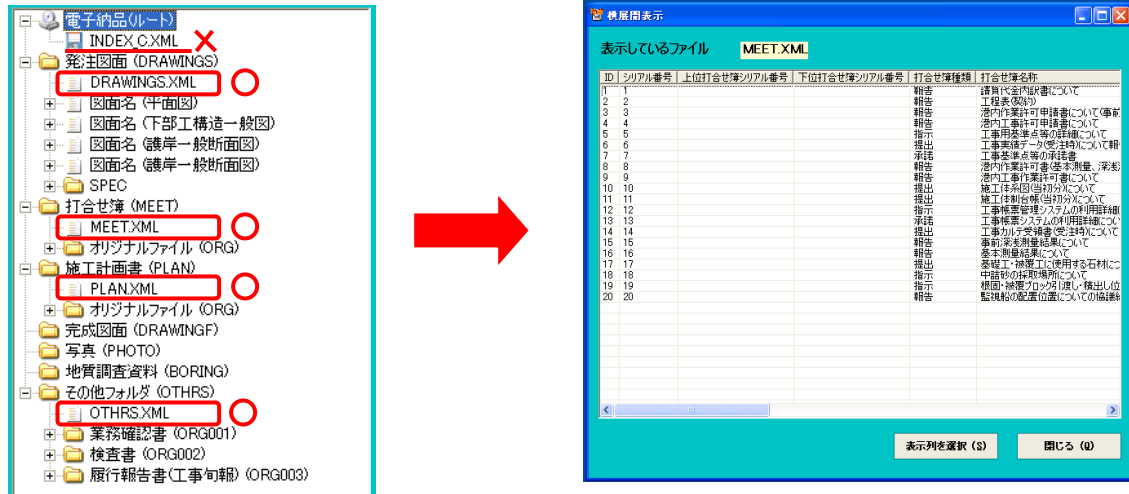 電子納品(ルート)
INDEX_C.XML
発注図面 (DRAWINGS)
DRAWINGS.XML
図面名 (平面図)
図面名 (下部工構造一般図)
図面名 (護岸一般断面図)
図面名 (護岸一般断面図)
SPEC
打合せ簿 (MEET)
MEET.XML
オリジナルファイル (ORG)
施工計画書 (PLAN)
PLAN.XML
オリジナルファイル (ORG)
完成図面 (DRAWINGF)
写真 (PHOTO)
地質調査資料 (BORING)
その他フォルダ (OTHRS)
OTHRS.XML
業務確認書 (ORG001)
検査書 (ORG002)
履行報告書(工事旬報) (ORG003)
横展開表示
表示しているファイル MEET.XML
ID シリアル番号 上位打合せ簿シリアル番号 下位打合せ簿シリアル番号 打合せ簿種類 打合せ簿名称
1 1 報告 請負代金内訳書について
2 2 報告 工程表(契約)
3 3 報告 港内作業許可申請書について(事前
4 4 報告 港内工事許可申請書について
5 5 指示 工事用基準点等の詳細について
6 6 提出 工事実績データ(受注時)について報
7 7 承諾 工事基準点等の承諾書
8 8 報告 港内作業許可書(基本測量、深浅
9 9 報告 港内工事作業許可書について
10 10 提出 施工体系図(当初分)について
11 11 提出 施工体制台帳(当初分)について
12 12 指示 工事帳票管理システムの利用詳細
13 13 承諾 工事帳票システムの利用詳細につい
14 14 提出 工事カルテ受領書(受注時)について
15 15 報告 事前深浅測量結果について
16 16 報告 基本測量結果について
17 17 提出 基礎工・被覆工に使用する石材に
18 18 指示 中詰砂の採取場所について
19 19 指示 根固・被覆ブロック引渡し・積出し位
20 20 報告 監視船の配置位置についての協議
表示列を選択 (S) 閉じる (Q)